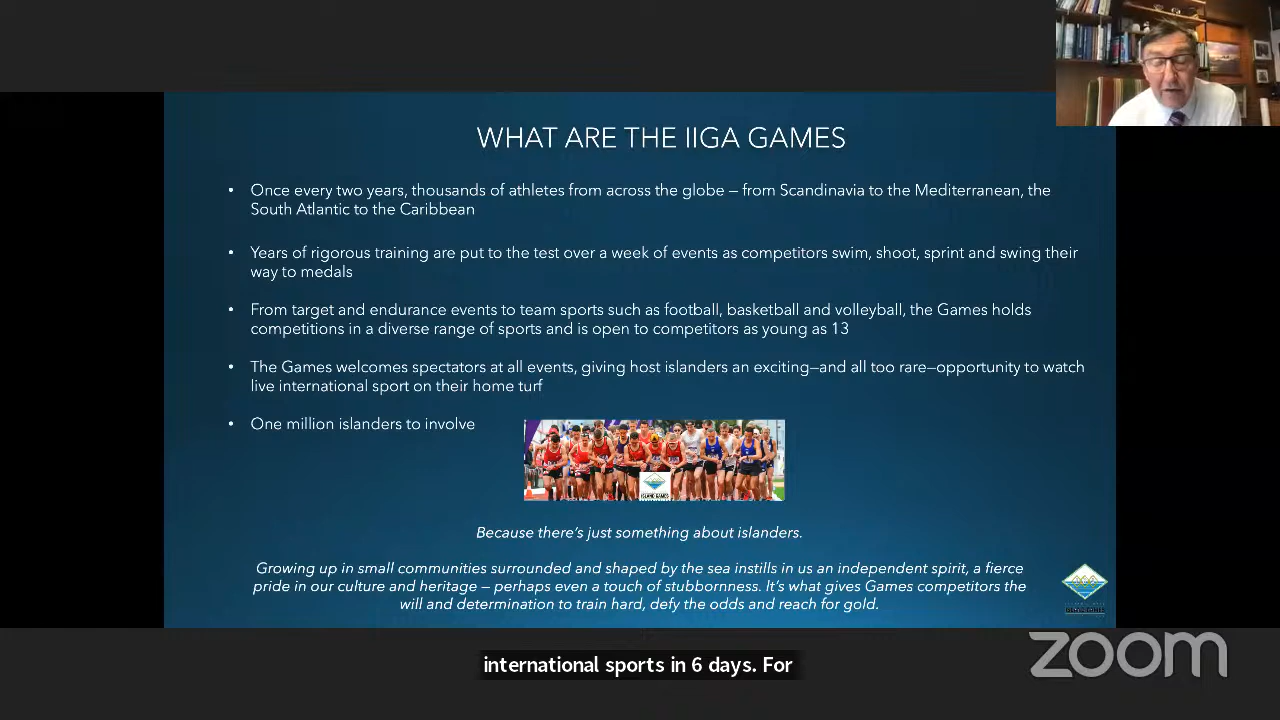 WHAT ARE THE IIGA GAMES
• Once every two years, thousands of athletes from across the globe – from Scandinavia to the Mediterranean, the
South Atlantic to the Caribbean
• Years of rigorous training are put to the test over a week of events as competitors swim, shoot, sprint and swing their
way to medals
• From target and endurance events to team sports such as football, basketball and volleyball, the Games holds
competitions in a diverse range of sports and is open to competitors as young as 13
• The Games welcomes spectators at all events, giving host islanders an exciting—and all too rare—opportunity to watch
live international sport on their home turf
• One million islanders to involve
ISLAND GAMES
Because there's just something about islanders.
Growing up in small communities surrounded and shaped by the sea instills in us an independent spirit, a fierce
pride in our culture and heritage – perhaps even a touch of stubbornness. It's what gives Games competitors the
will and determination to train hard, defy the odds and reach for gold.
zoom
international sports in 6 days. For